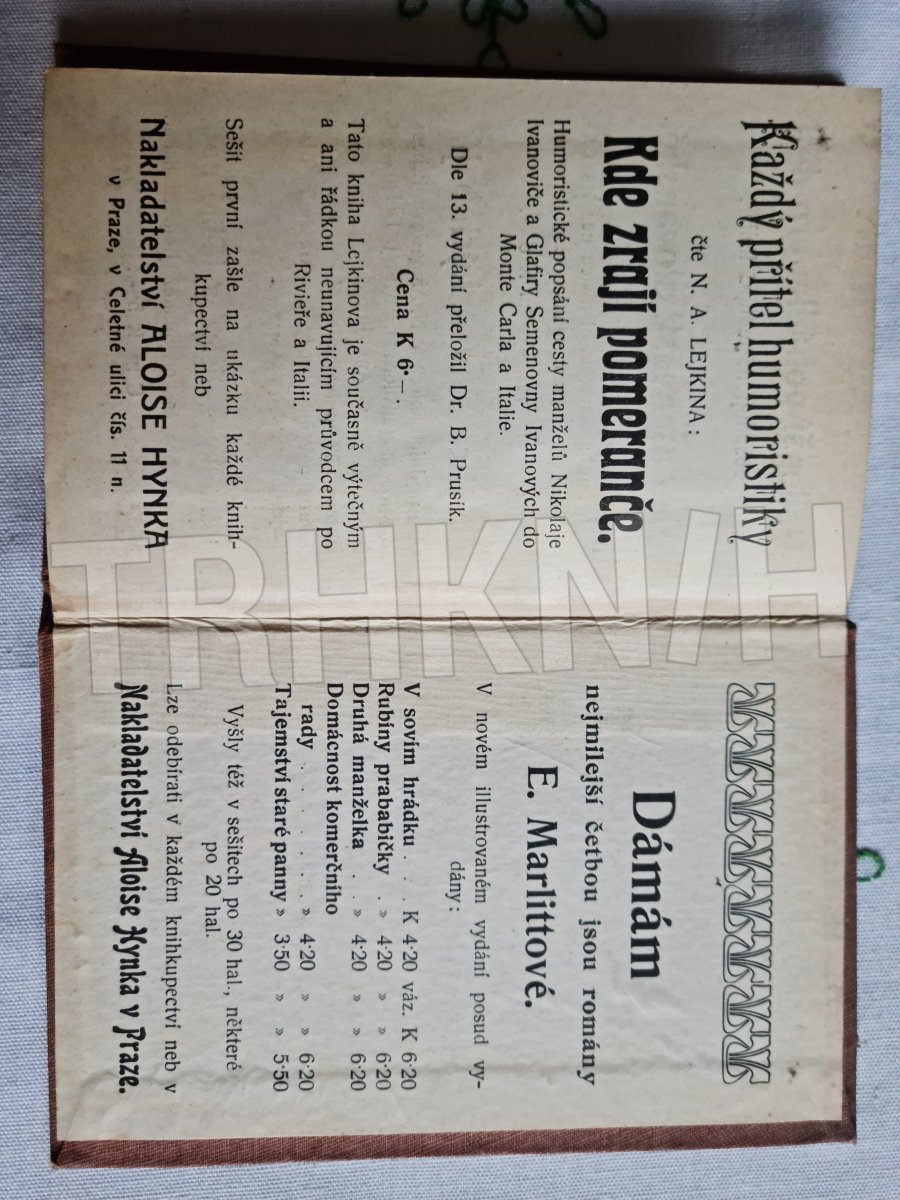 Každý přítel humoristiky
čte N. A. LEJKINA:
Kde zrají pomeranče.
Humoristické popsání cesty manželů Nikolaje
Ivanoviče a Glafiry Semenovny Ivanových do
Monte Carla a Italie.
Dle 13. vydání přeložil Dr. B. Prusík.
Cena K 6·–.
Tato kniha Lejkinova je současně výtečným
a ani řádkou neunavujícím průvodcem po
Rivieře a Italii.
Sešit první zašle na ukázku každé knih-
kupectví neb
Nakladatelství ALOISE HYNKA
v Praze, v Celetné ulici čís. 11 n.
Dámám
nejmilejší četbou jsou romány
E. Marlittové.
V novém illustrovaném vydání posud vy-
dány:
V sovím hrádku . . K 4·20 váz. K 6·20
Rubíny prababičky . » 4·20 » » 6·20
Druhá manželka . . » 4·20 » » 6·20
Domácnost komerčního
rady . . . . . . » 4·20 » » 6·20
Tajemství staré panny » 3·50 » » 5·50
Vyšly též v sešitech po 30 hal., některé
po 20 hal.
Lze odebírati v každém knihkupectví neb v
Nakladatelství Aloise Hynka v Praze.
TRHKNIH